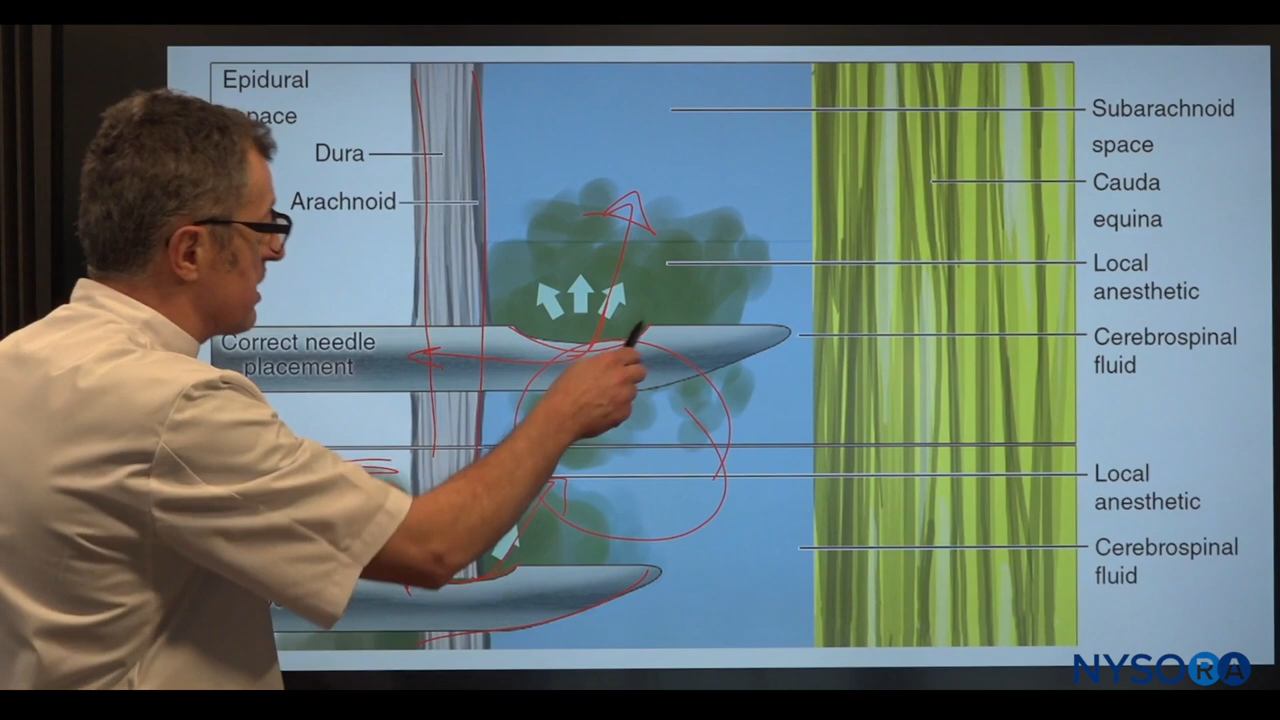 Epidural
space
Dura
Arachnoid
Correct needle
placement
Subarachnoid
space
Cauda
equina
Local
anesthetic
Cerebrospinal
fluid
Local
anesthetic
Cerebrospinal
fluid
NYSORA